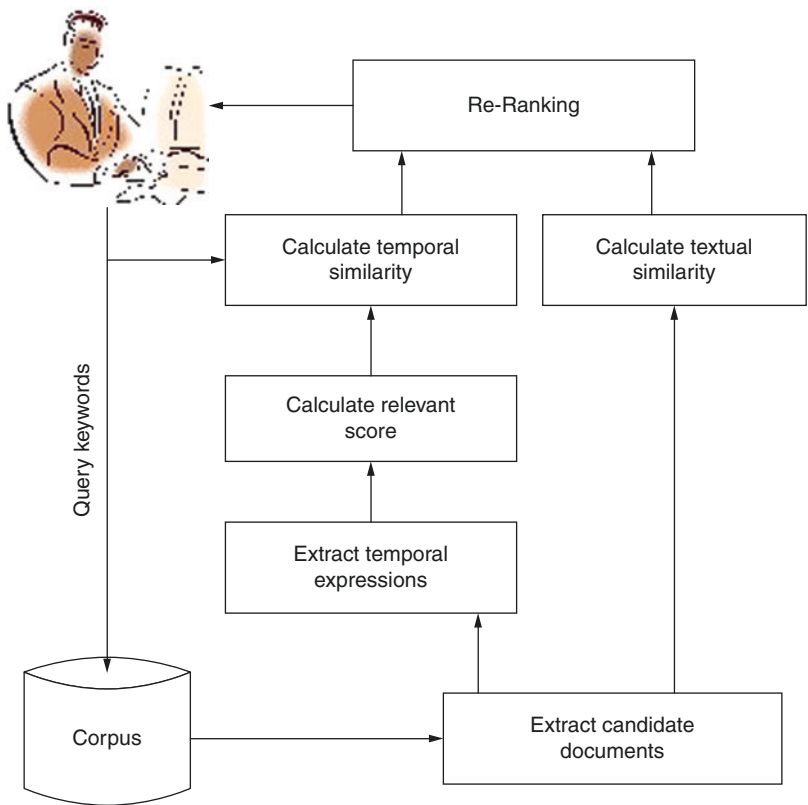 Re-Ranking
Calculate temporal
similarity
Calculate textual
similarity
Calculate relevant
score
Query keywords
Extract temporal
expressions
Corpus
Extract candidate
documents